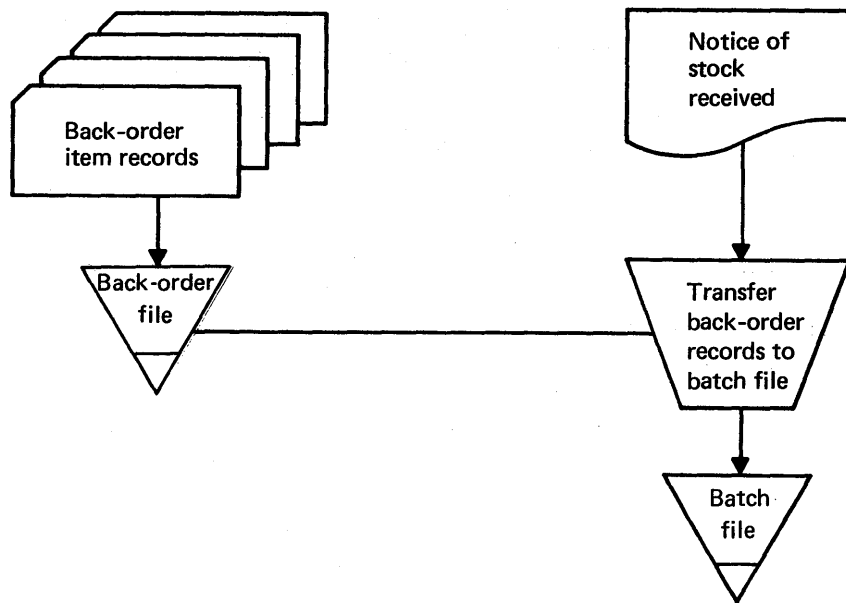 Back-order
item records
Notice of
stock
received
Back-order
file
Transfer
back-order
records to
batch file
Batch
file